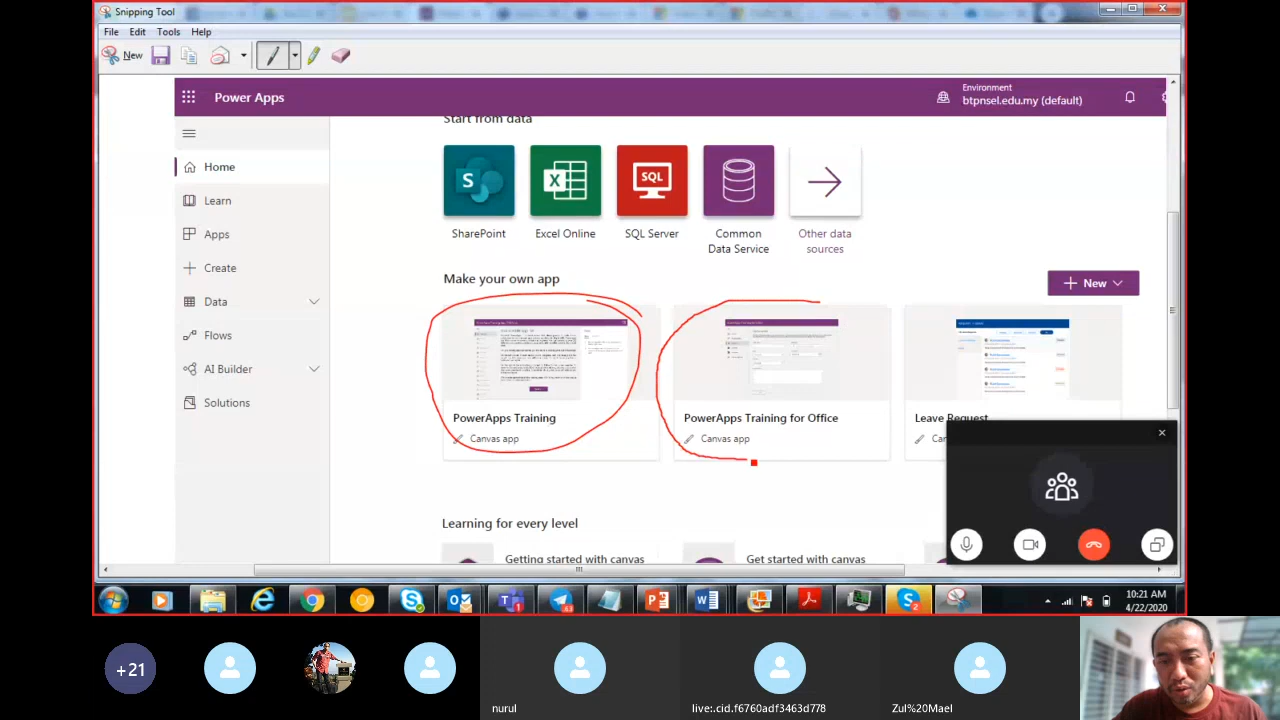 Snipping Tool
File Edit Tools Help
New
Power Apps
Environment
btpnsel.edu.my (default)
Start from data
Home
Learn
Apps
Create
Data
Flows
AI Builder
Solutions
S
X
SQL
SharePoint
Excel Online
SQL Server
Common
Data Service
Other data
sources
Make your own app
New
PowerApps Training
Canvas app
PowerApps Training for Office
Canvas app
Leave Request
Can
Learning for every level
Getting started with canvas
Get started with canvas
10:21 AM
4/22/2020
+21
nurul
live:.cid.f6760adf3463d778
Zul%20Mael